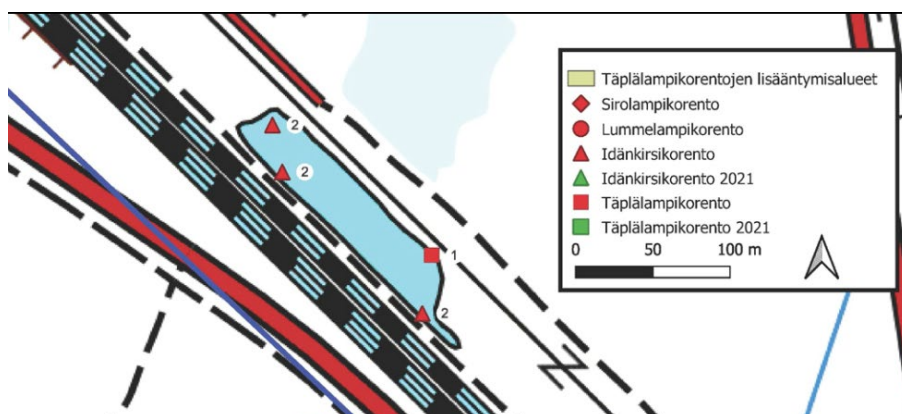 2
2
1
2
Täplälampikorentojen lisääntymisalueet
Sirolampikorento
Lummelampikorento
Idänkirsikorento
Idänkirsikorento 2021
Täplälampikorento
Täplälampikorento 2021
0 50 100 m